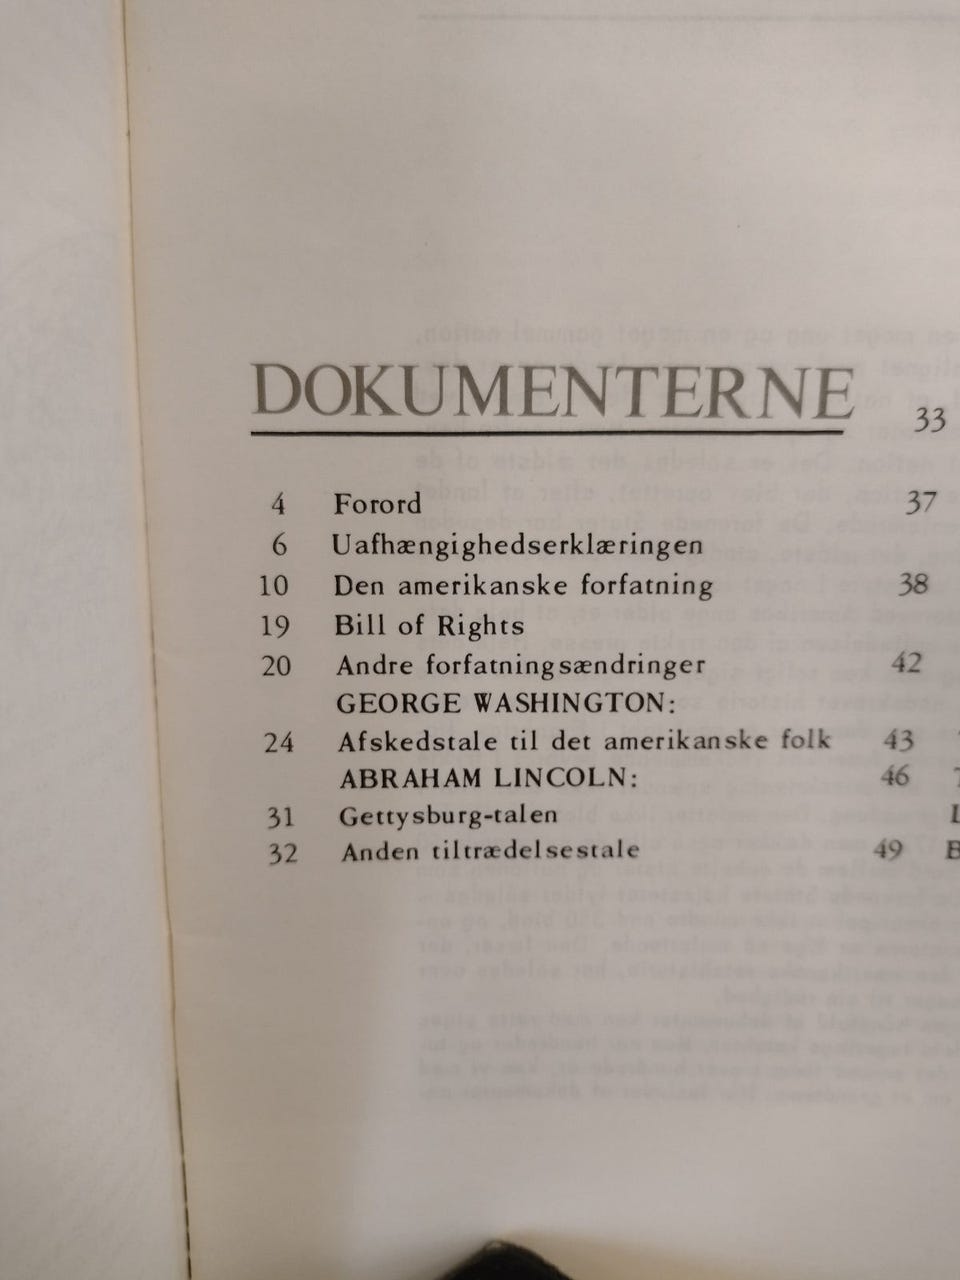 DOKUMENTERNE
4 Forord
6 Uafhængighedserklæringen
10 Den amerikanske forfatning
19 Bill of Rights
20 Andre forfatningsændringer
GEORGE WASHINGTON:
24 Afskedstale til det amerikanske folk
ABRAHAM LINCOLN:
31 Gettysburg-talen
32 Anden tiltrædelsestale
33
37
38
42
43
46
49